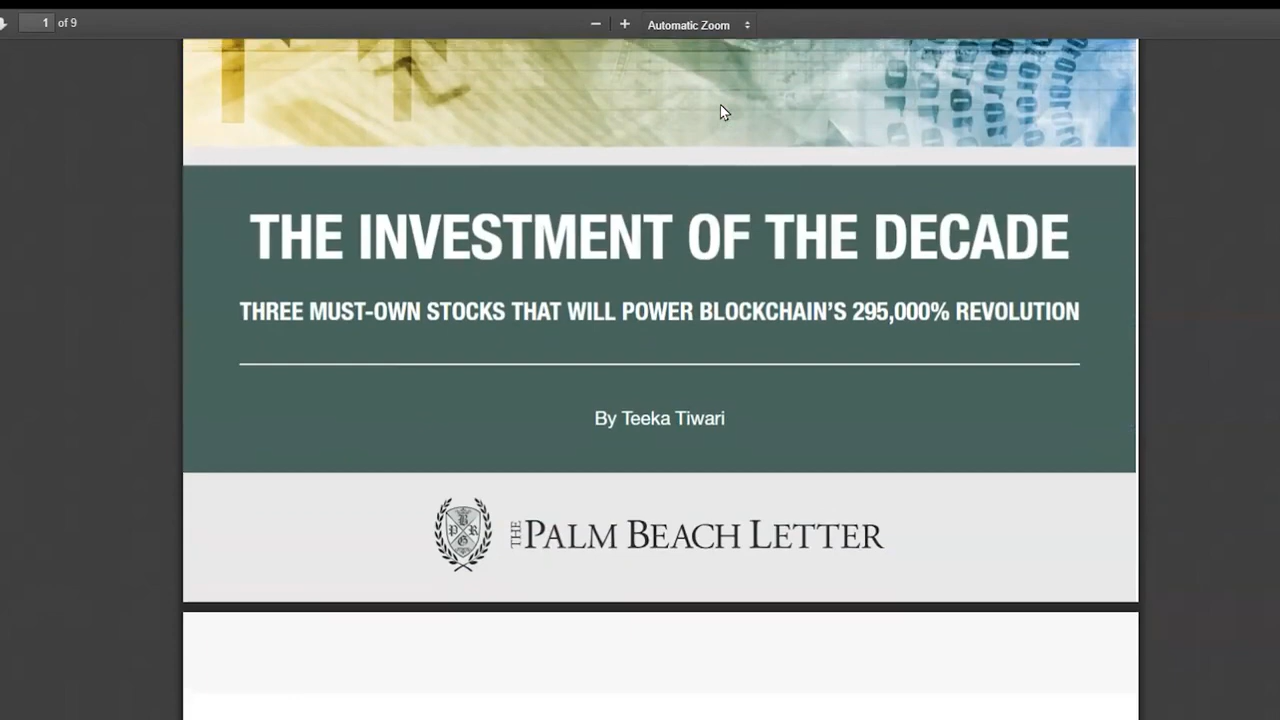 1 of 9
Automatic Zoom
THE INVESTMENT OF THE DECADE
THREE MUST-OWN STOCKS THAT WILL POWER BLOCKCHAIN'S 295,000% REVOLUTION
By Teeka Tiwari
THE PALM BEACH LETTER